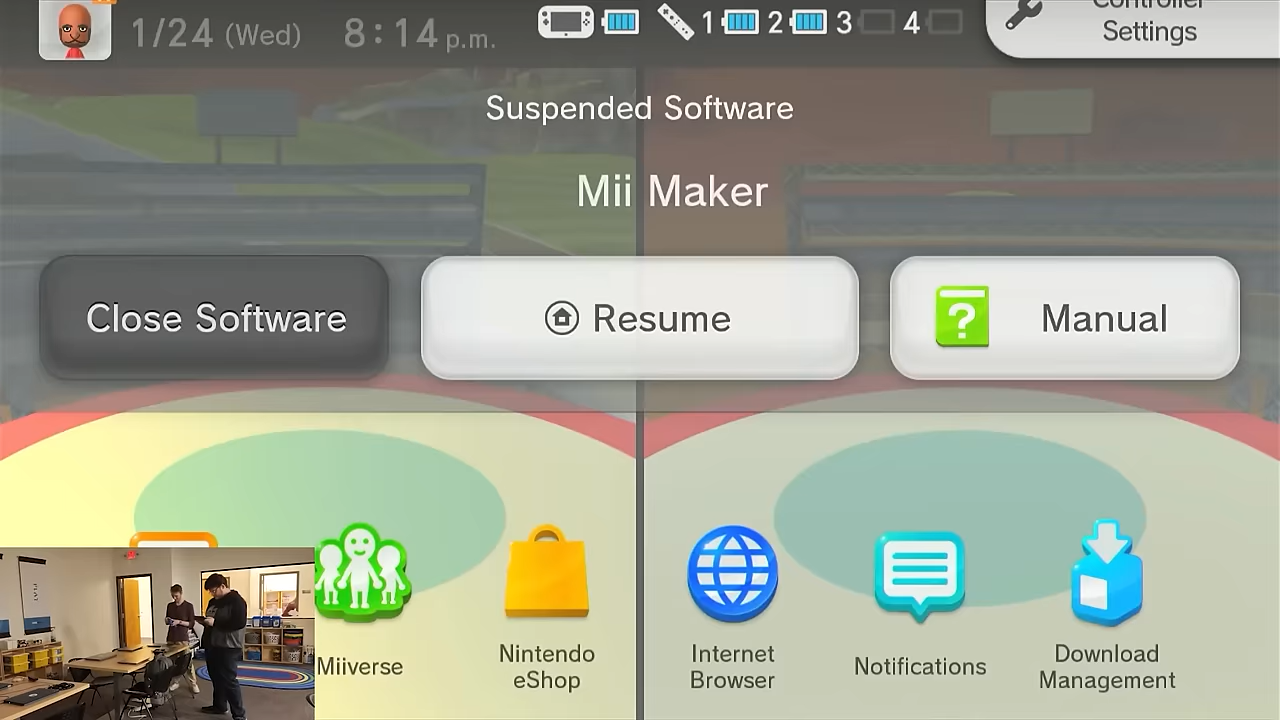 1/24 (Wed) 8:14 p.m. 1 2 3 4
Controller
Settings
Suspended Software
Mii Maker
Close Software
Resume
? Manual
Miiverse
Nintendo
eShop
Internet
Browser
Notifications
Download
Management